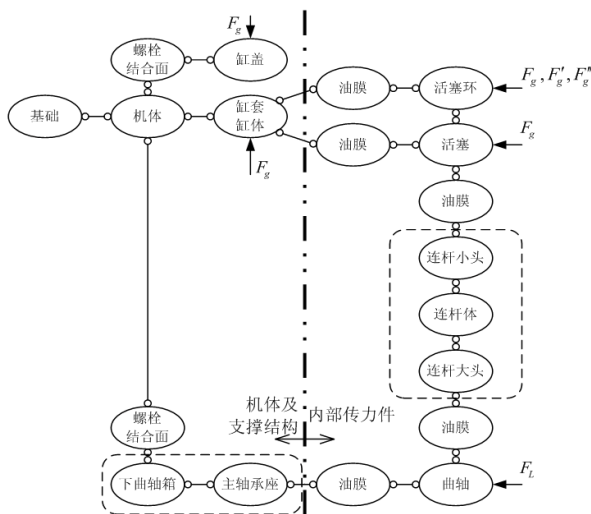 F_g
螺栓
结合面
缸盖
油膜
活塞环
F_g, F_g', F_g"
基础
机体
缸套
缸体
油膜
活塞
F_g
F_g
油膜
连杆小头
连杆体
连杆大头
机体及
支撑结构
内部传力件
螺栓
结合面
油膜
下曲轴箱
主轴承座
油膜
曲轴
F_L